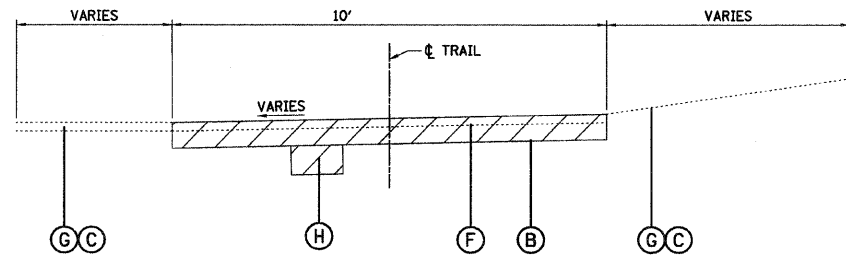 VARIES 10' VARIES
℄ TRAIL
VARIES
G C H F B G C